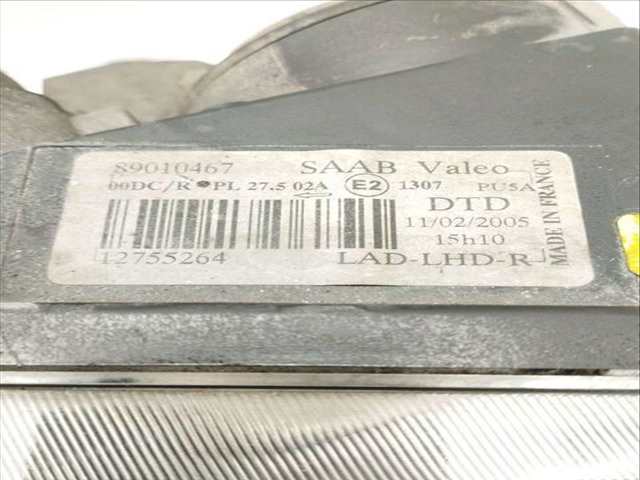 89010467 SAAB Valeo
00DC/R PL 27.5 02A E2 1307 PU5A
DTD
11/02/2005
15h10
12755264 LAD-LHD-R
MADE IN FRANCE